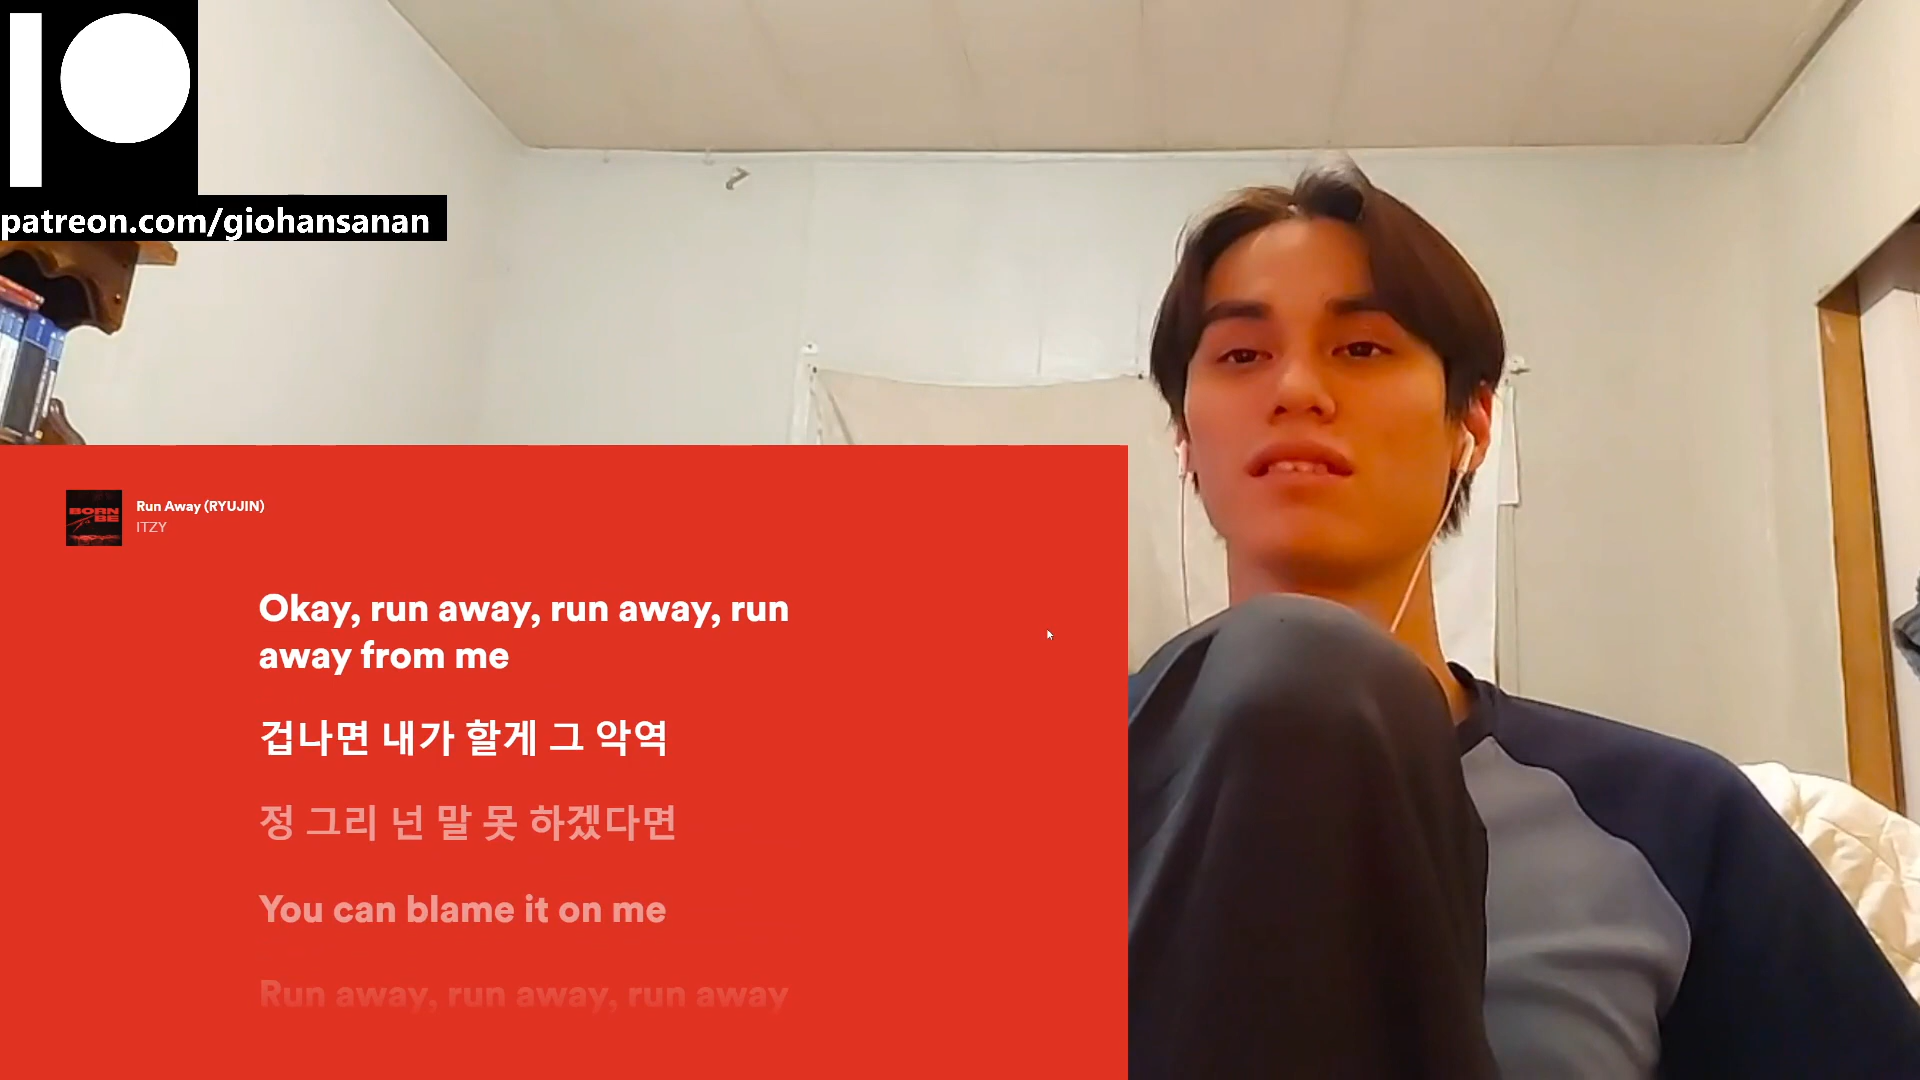 patreon.com/giohansanan
BORN
BE
Run Away (RYUJIN)
ITZY
Okay, run away, run away, run
away from me
겁나면 내가 할게 그 악역
정 그리 넌 말 못 하겠다면
You can blame it on me
Run away, run away, run away